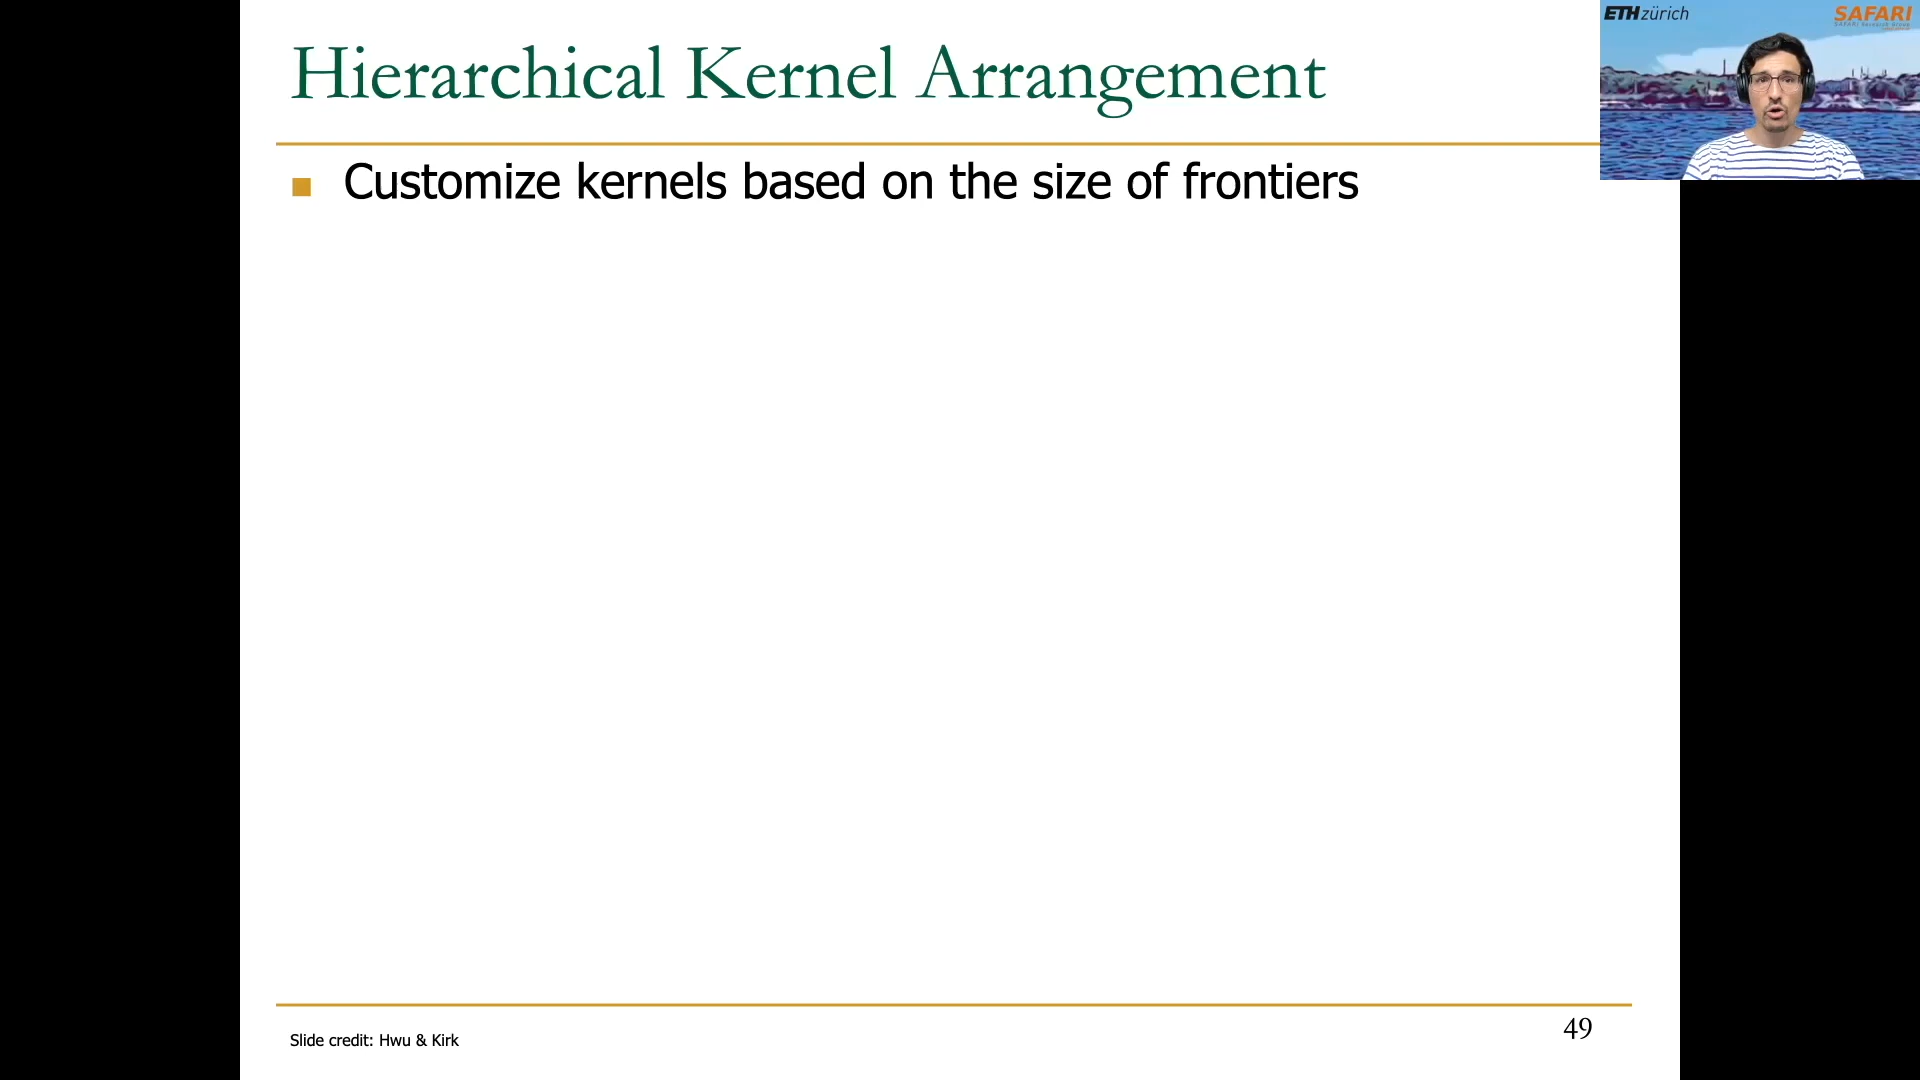 Hierarchical Kernel Arrangement
ETH zürich
SAFARI
Customize kernels based on the size of frontiers
Slide credit: Hwu & Kirk
49